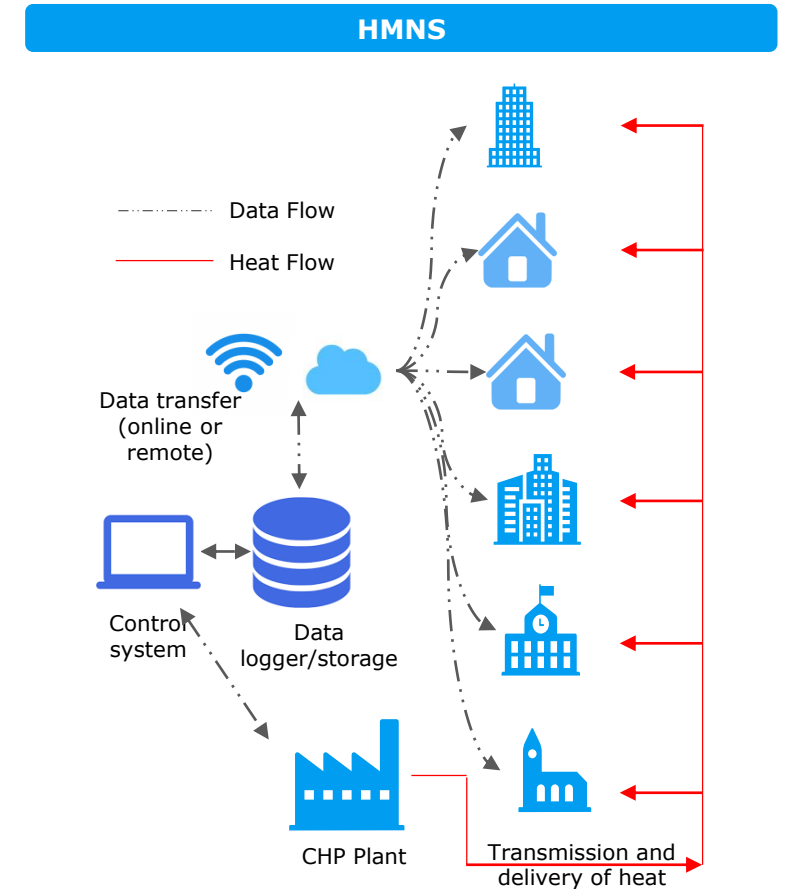 HMNS
Data Flow
Heat Flow
Data transfer
(online or
remote)
Control
system
Data
logger/storage
CHP Plant
Transmission and
delivery of heat